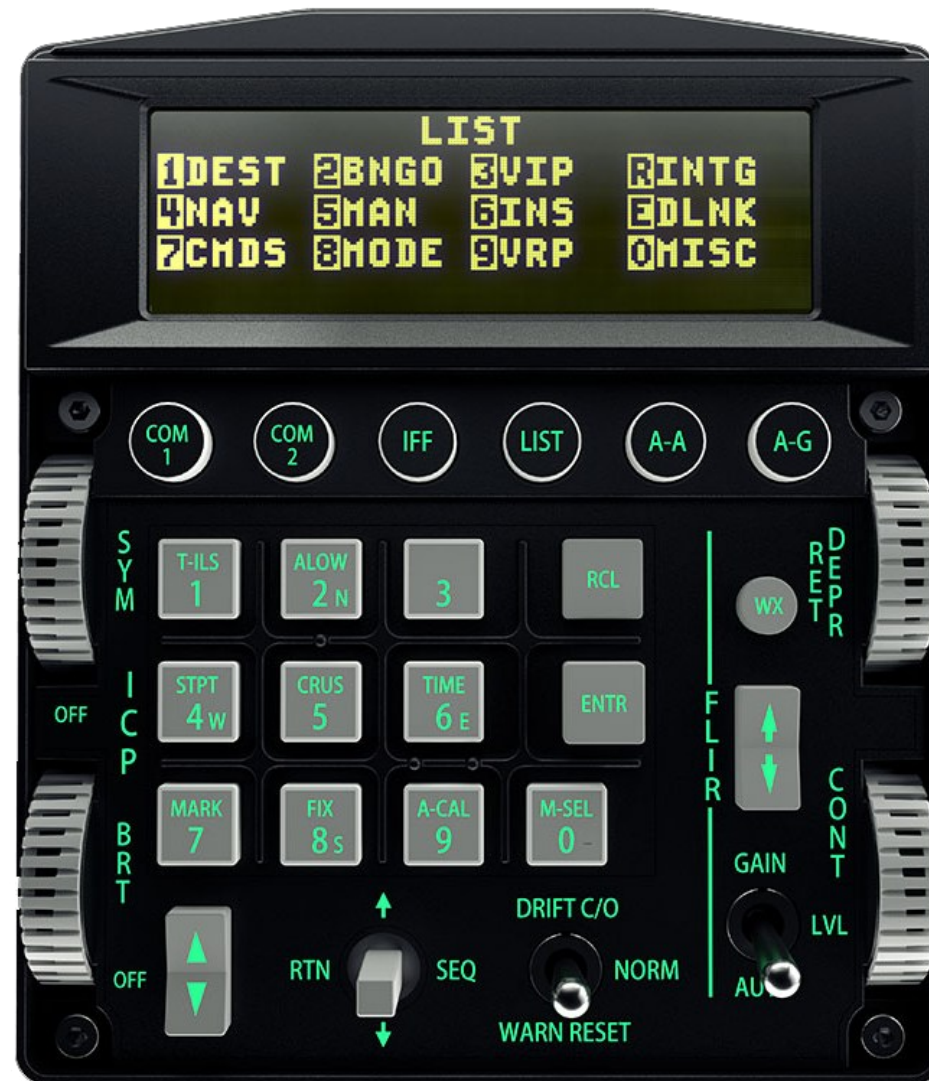 LIST
1DEST 2BNGO 3VIP RINTG
4NAV 5MAN 6INS EDLNK
7CMDS 8MODE 9VRP 0MISC
COM 1
COM 2
IFF
LIST
A-A
A-G
SYM
T-ILS
1
ALOW
2 N
3
RCL
WX
RET
DEPR
OFF
ICP
STPT
4 W
CRUS
5
TIME
6 E
ENTR
FLIR
BRT
MARK
7
FIX
8 S
A-CAL
9
M-SEL
0 -
CONT
GAIN
LVL
OFF
RTN
SEQ
DRIFT C/O
NORM
WARN RESET